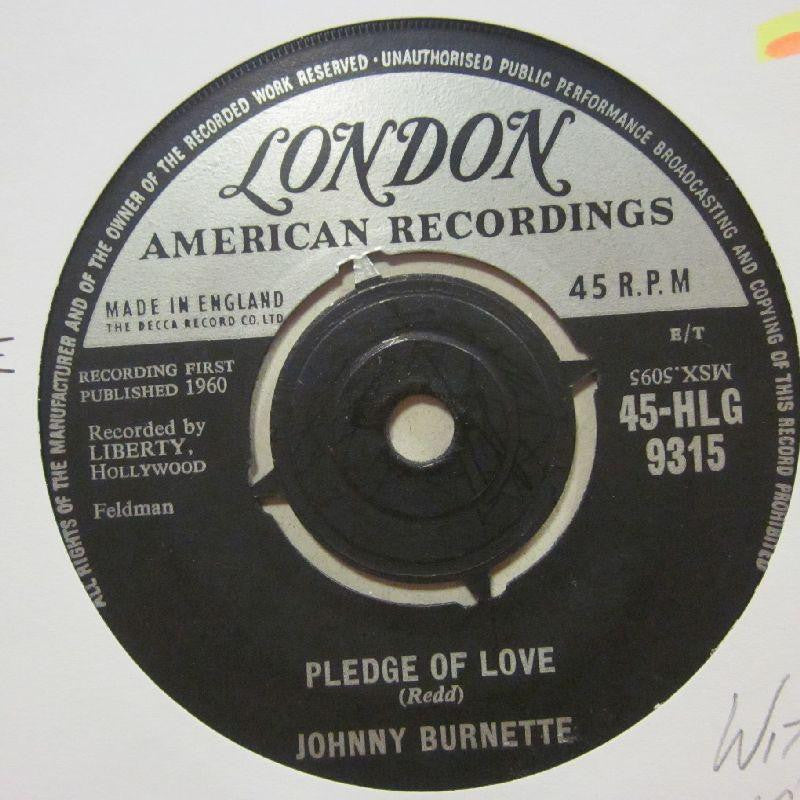 ALL RIGHTS OF THE MANUFACTURER AND OF THE OWNER OF THE RECORDED WORK RESERVED · UNAUTHORISED PUBLIC PERFORMANCE BROADCASTING AND COPYING OF THIS RECORD PROHIBITED
LONDON
AMERICAN RECORDINGS
MADE IN ENGLAND
THE DECCA RECORD CO. LTD
45 R.P.M
E/T
RECORDING FIRST
PUBLISHED 1960
MSX.5095
45-HLG
9315
Recorded by
LIBERTY,
HOLLYWOOD
Feldman
PLEDGE OF LOVE
(Redd)
JOHNNY BURNETTE